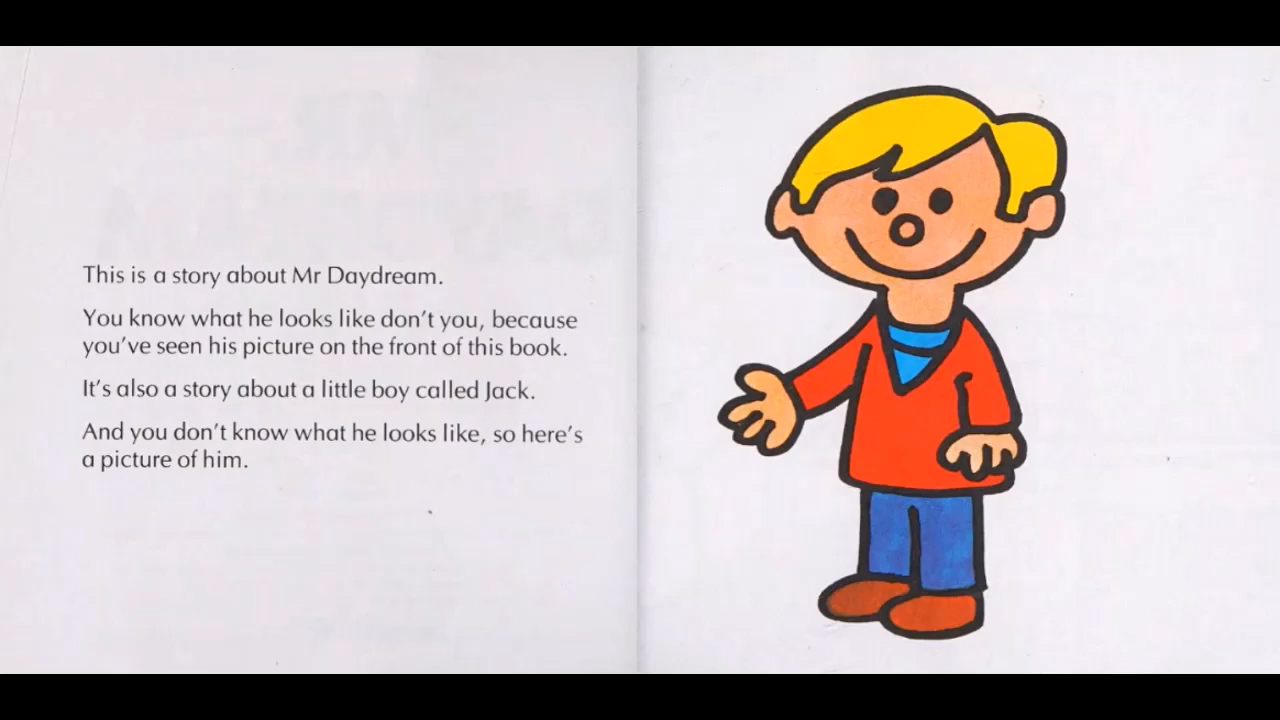 This is a story about Mr Daydream.
You know what he looks like don't you, because
you've seen his picture on the front of this book.
It's also a story about a little boy called Jack.
And you don't know what he looks like, so here's
a picture of him.